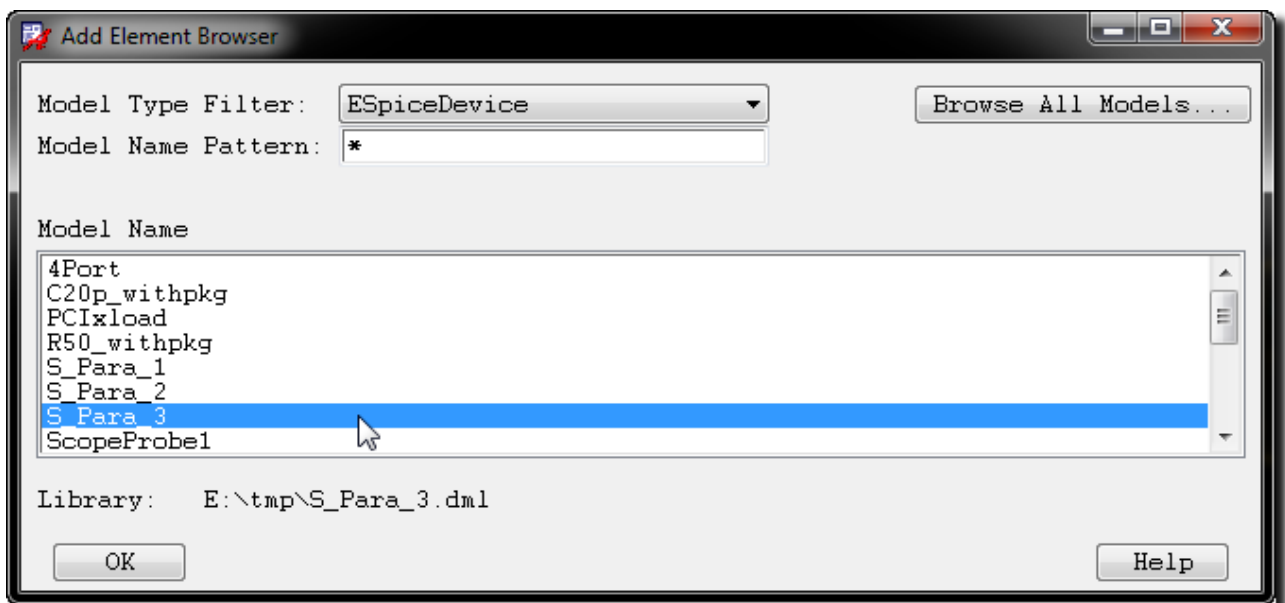 Add Element Browser
Model Type Filter: ESpiceDevice Browse All Models...
Model Name Pattern: *
Model Name
4Port
C20p_withpkg
PCIxload
R50_withpkg
S_Para_1
S_Para_2
S_Para_3
ScopeProbe1
Library: E:\tmp\S_Para_3.dml
OK Help